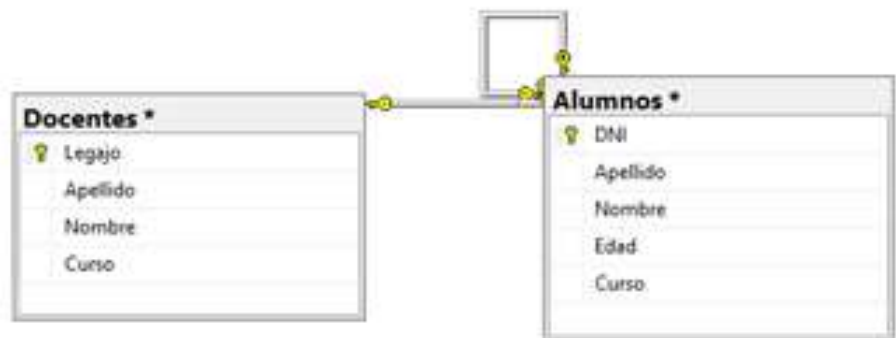 Docentes *
Legajo
Apellido
Nombre
Curso
Alumnos *
DNI
Apellido
Nombre
Edad
Curso